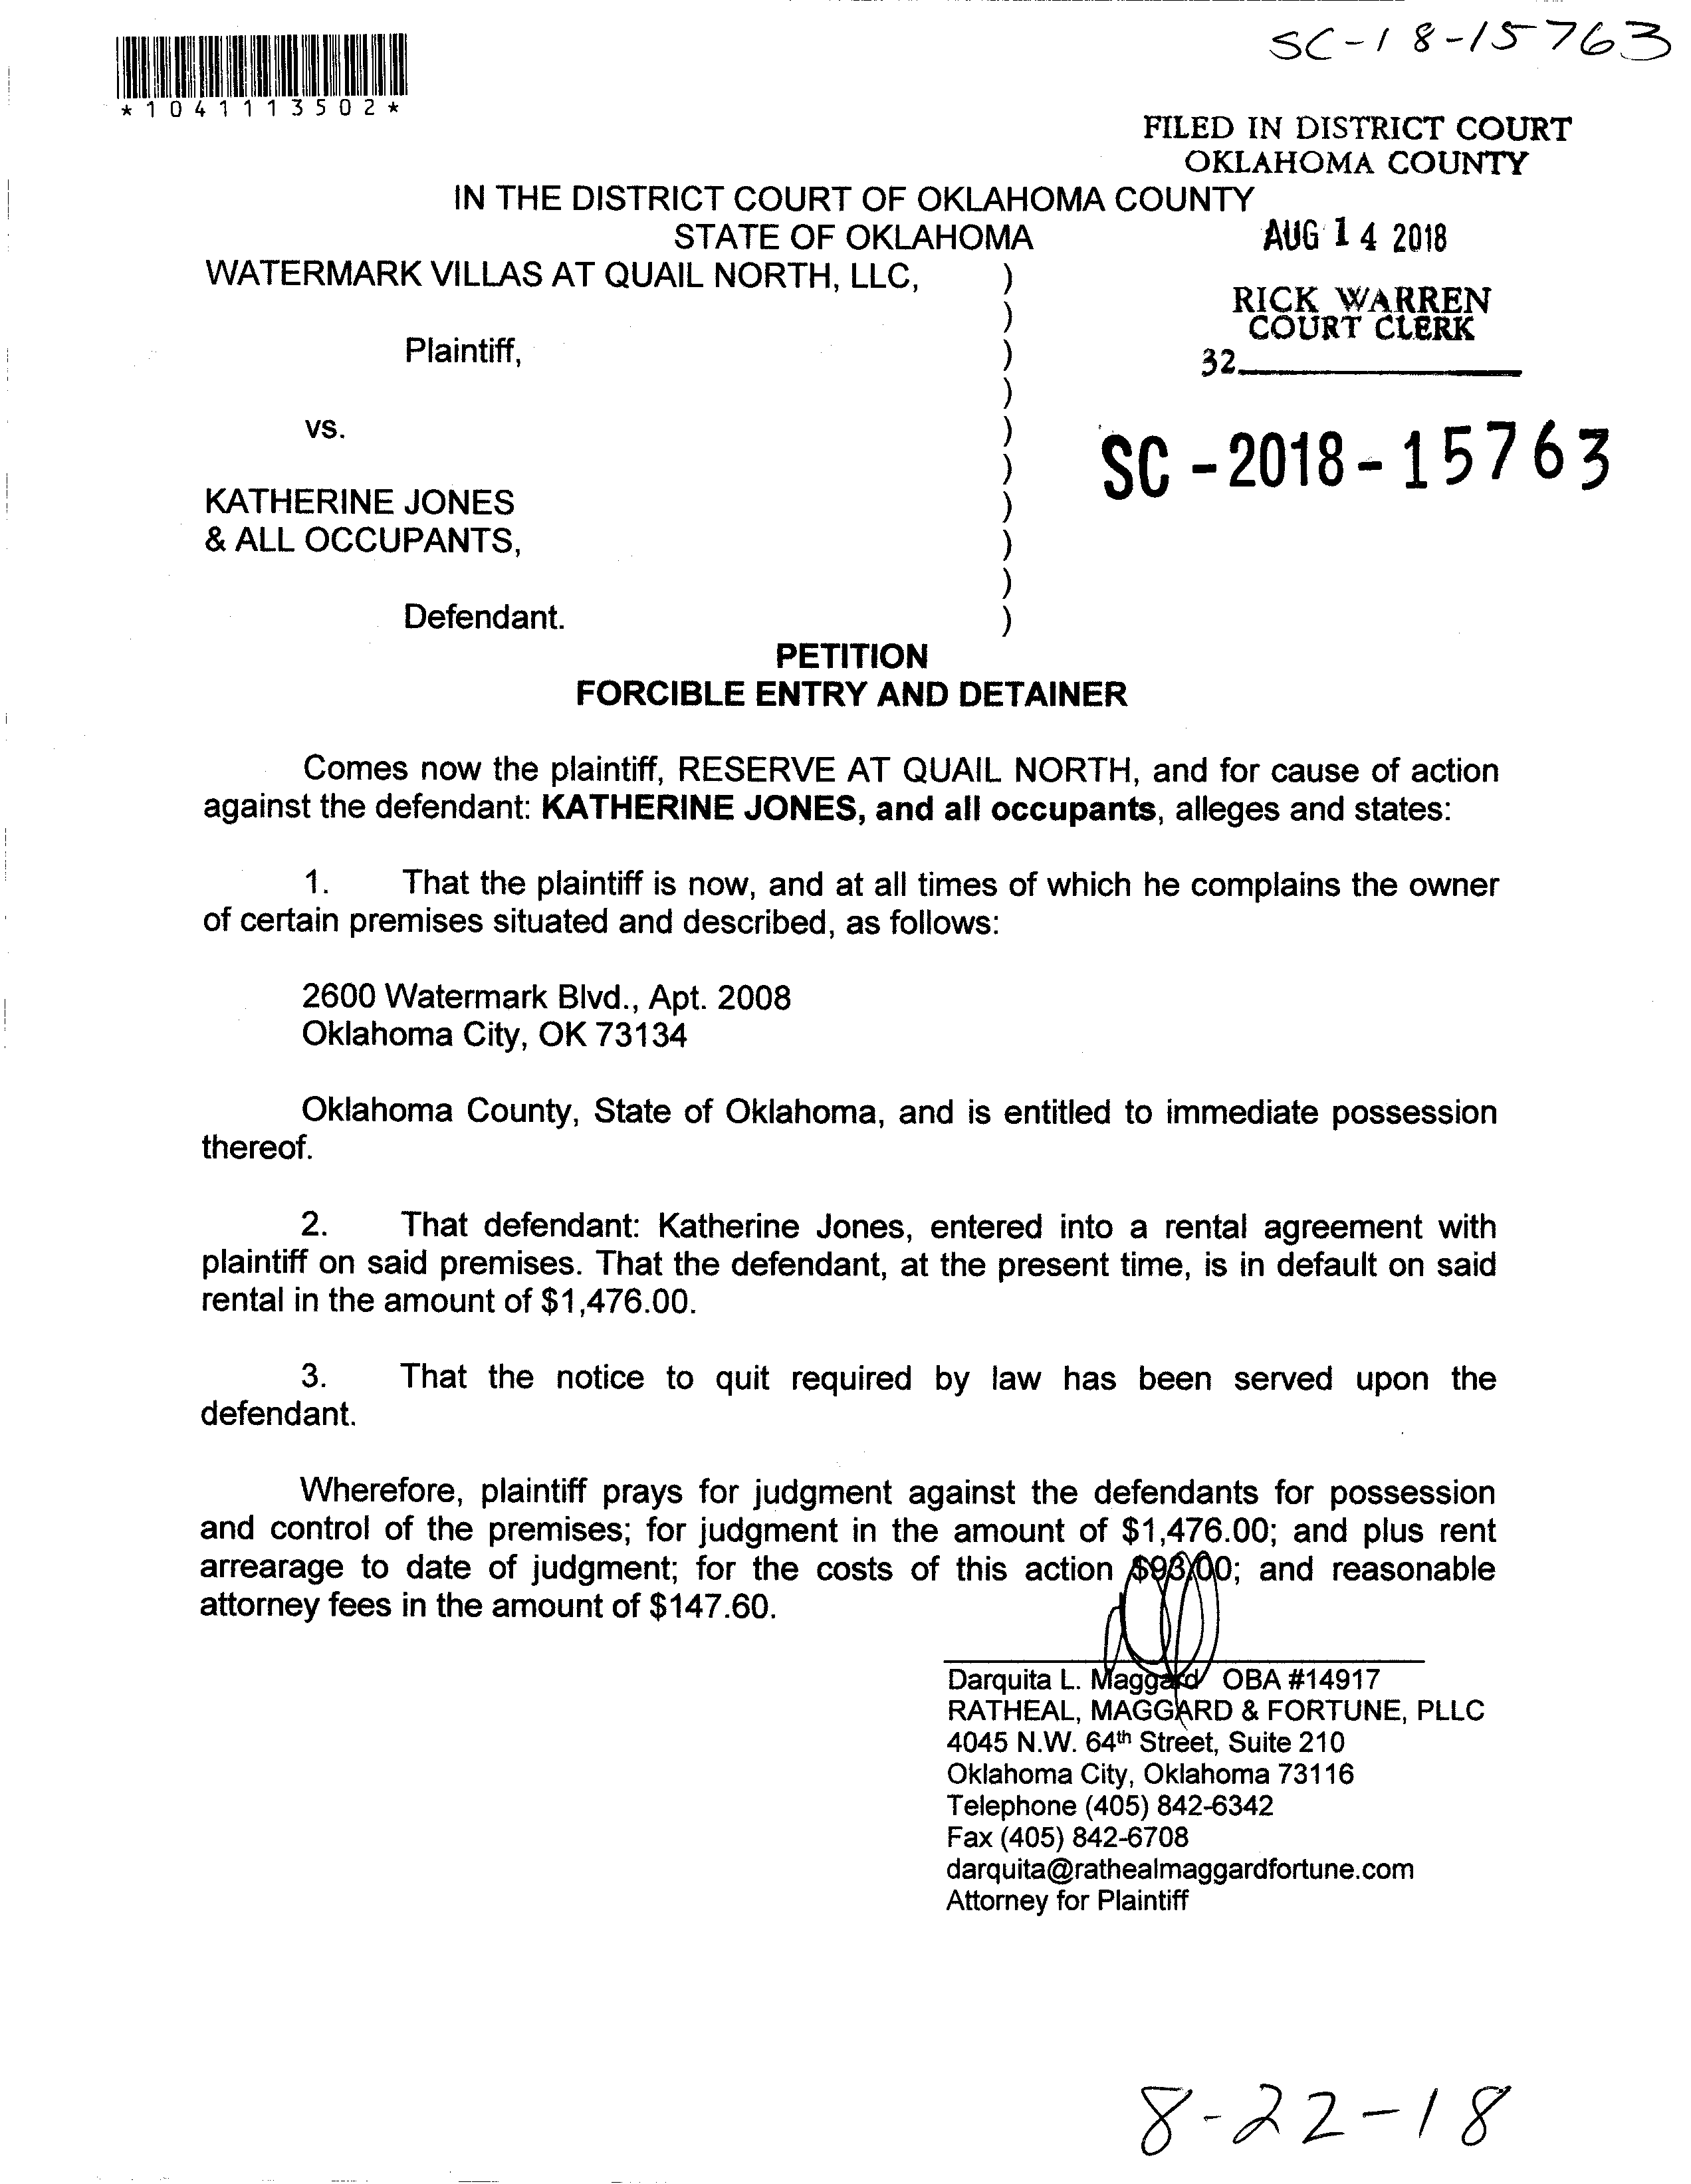 SC-18-15763
*1041113502*
FILED IN DISTRICT COURT
OKLAHOMA COUNTY
IN THE DISTRICT COURT OF OKLAHOMA COUNTY
STATE OF OKLAHOMA
AUG 14 2018
WATERMARK VILLAS AT QUAIL NORTH, LLC, )
)
RICK WARREN
COURT CLERK
Plaintiff, )
32
)
vs. )
)
SC-2018-15763
KATHERINE JONES )
& ALL OCCUPANTS, )
)
Defendant. )
PETITION
FORCIBLE ENTRY AND DETAINER
Comes now the plaintiff, RESERVE AT QUAIL NORTH, and for cause of action
against the defendant: KATHERINE JONES, and all occupants, alleges and states:
1. That the plaintiff is now, and at all times of which he complains the owner
of certain premises situated and described, as follows:
2600 Watermark Blvd., Apt. 2008
Oklahoma City, OK 73134
Oklahoma County, State of Oklahoma, and is entitled to immediate possession
thereof.
2. That defendant: Katherine Jones, entered into a rental agreement with
plaintiff on said premises. That the defendant, at the present time, is in default on said
rental in the amount of $1,476.00.
3. That the notice to quit required by law has been served upon the
defendant.
Wherefore, plaintiff prays for judgment against the defendants for possession
and control of the premises; for judgment in the amount of $1,476.00; and plus rent
arrearage to date of judgment; for the costs of this action $93.00; and reasonable
attorney fees in the amount of $147.60.
Darquita L. Maggard OBA #14917
RATHEAL, MAGGARD & FORTUNE, PLLC
4045 N.W. 64th Street, Suite 210
Oklahoma City, Oklahoma 73116
Telephone (405) 842-6342
Fax (405) 842-6708
darquita@rathealmaggardfortune.com
Attorney for Plaintiff
8-22-18